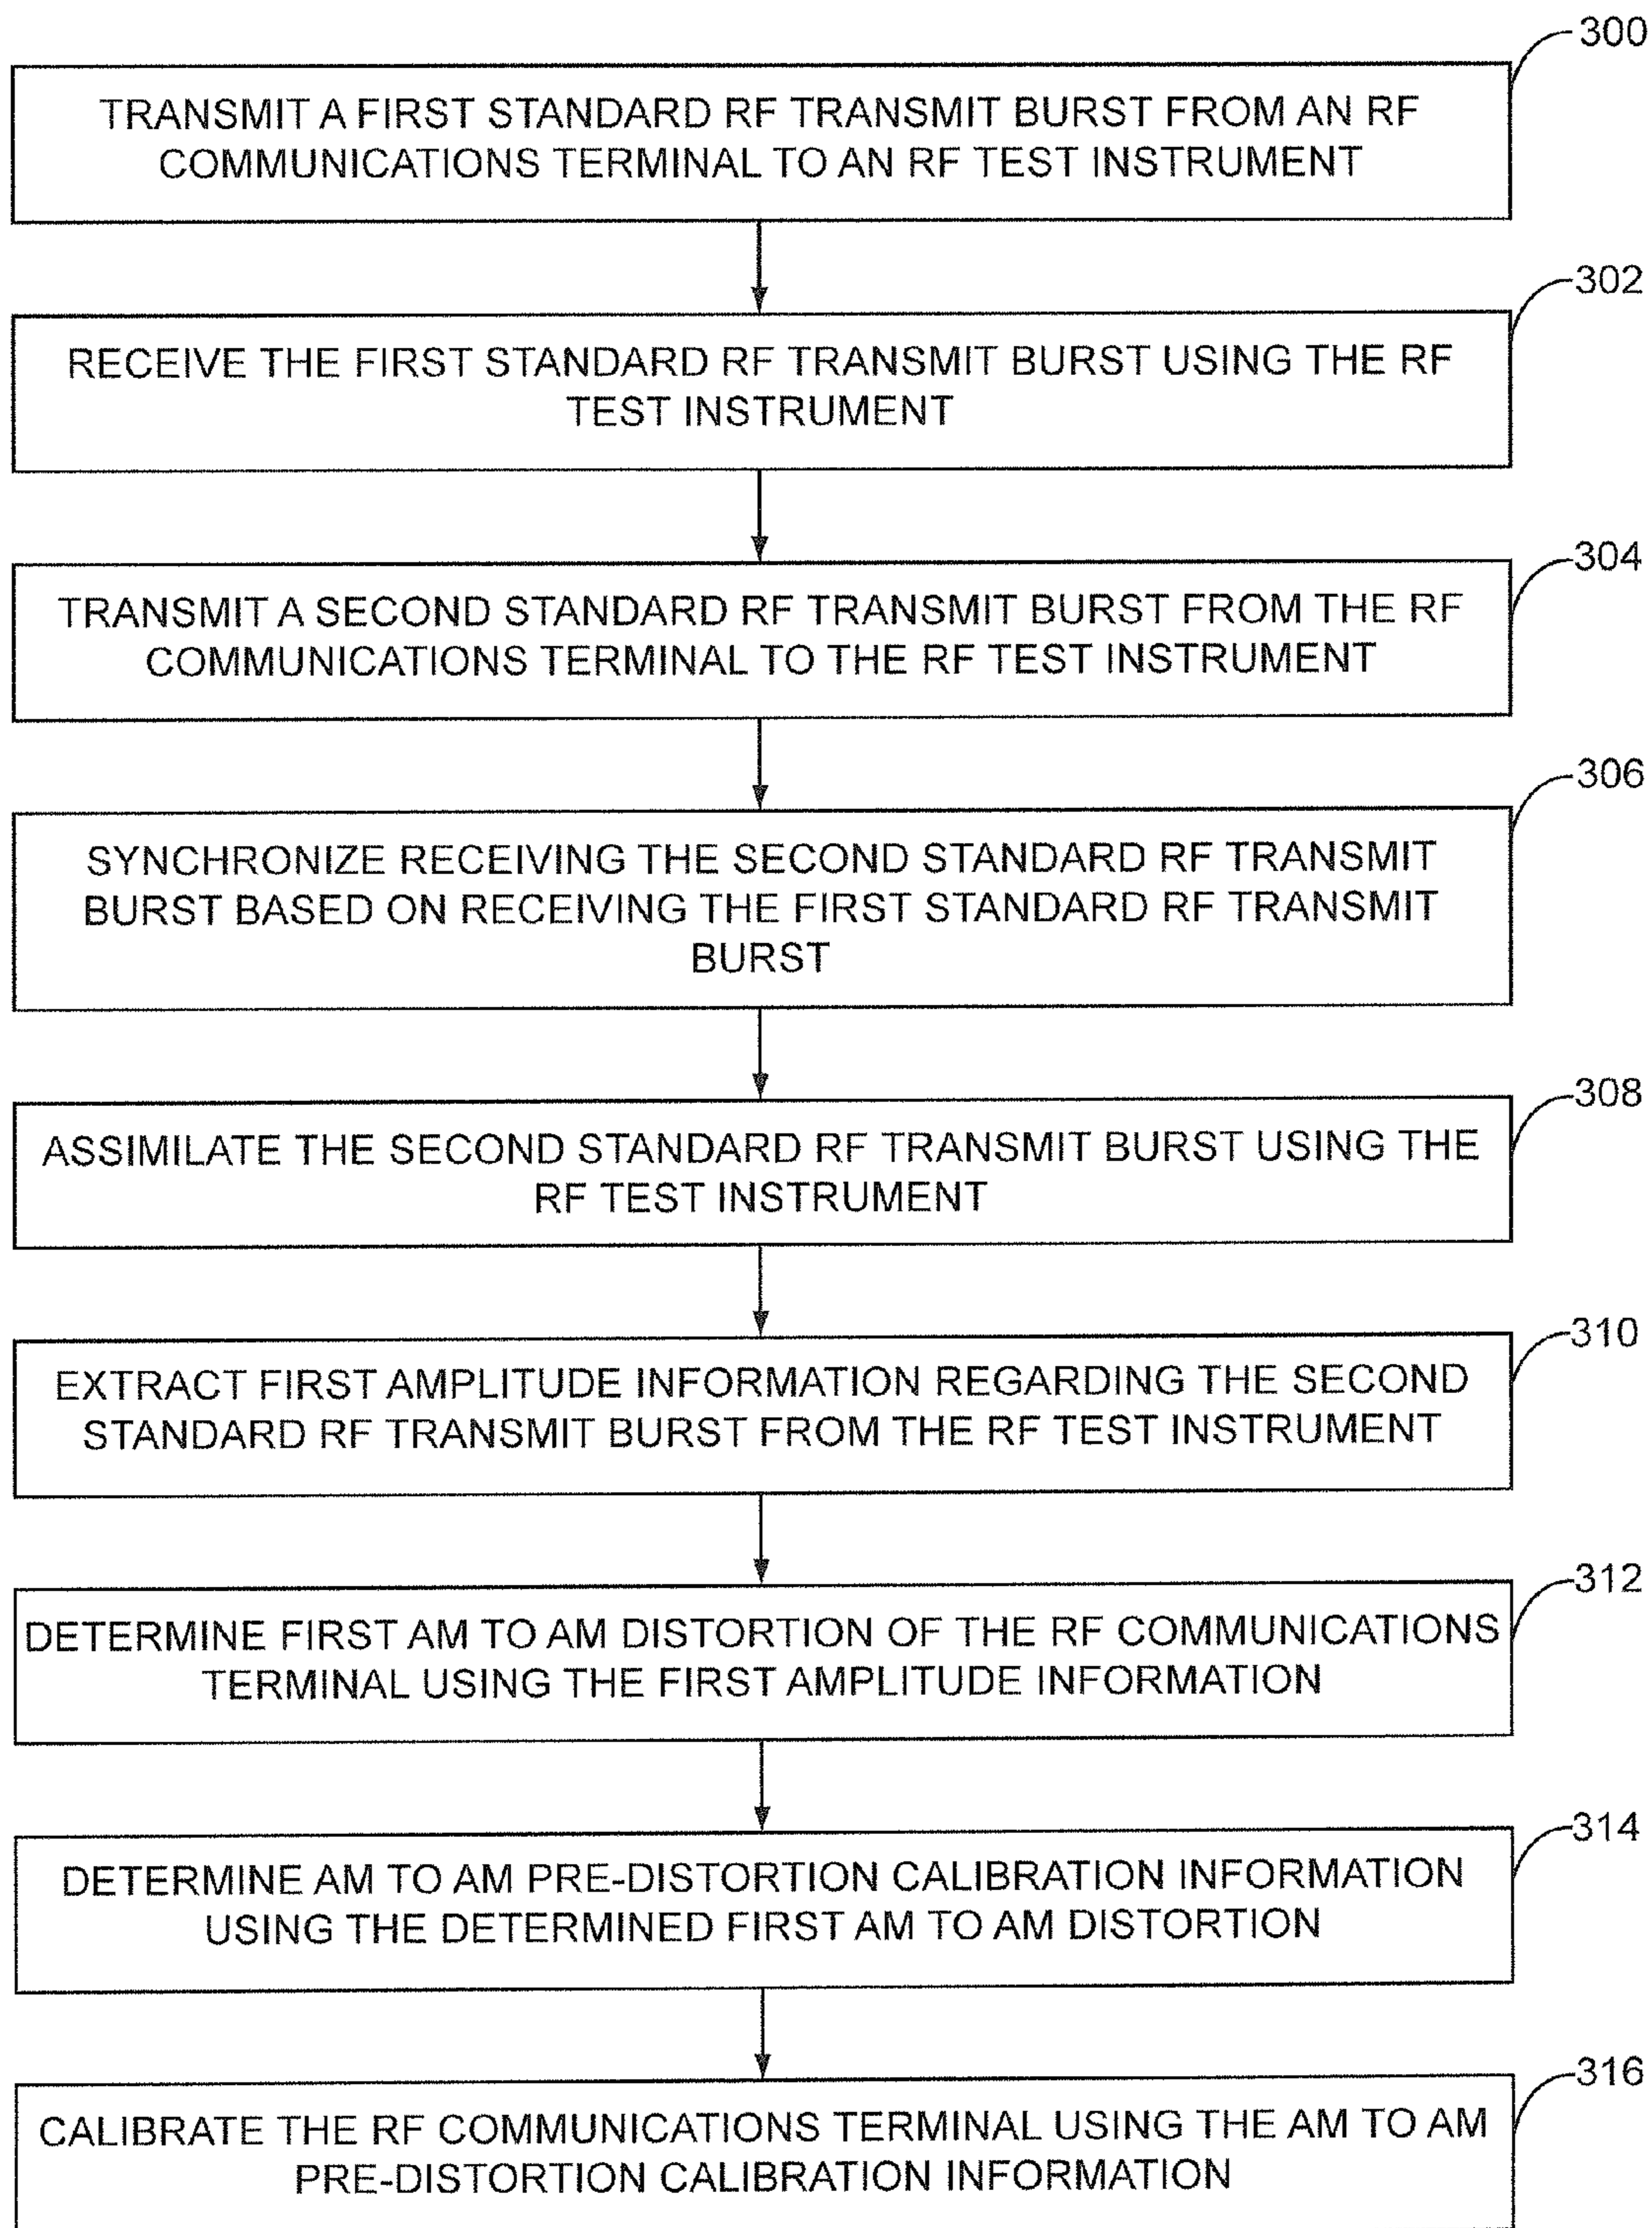 300
TRANSMIT A FIRST STANDARD RF TRANSMIT BURST FROM AN RF
COMMUNICATIONS TERMINAL TO AN RF TEST INSTRUMENT
302
RECEIVE THE FIRST STANDARD RF TRANSMIT BURST USING THE RF
TEST INSTRUMENT
304
TRANSMIT A SECOND STANDARD RF TRANSMIT BURST FROM THE RF
COMMUNICATIONS TERMINAL TO THE RF TEST INSTRUMENT
306
SYNCHRONIZE RECEIVING THE SECOND STANDARD RF TRANSMIT
BURST BASED ON RECEIVING THE FIRST STANDARD RF TRANSMIT
BURST
308
ASSIMILATE THE SECOND STANDARD RF TRANSMIT BURST USING THE
RF TEST INSTRUMENT
310
EXTRACT FIRST AMPLITUDE INFORMATION REGARDING THE SECOND
STANDARD RF TRANSMIT BURST FROM THE RF TEST INSTRUMENT
312
DETERMINE FIRST AM TO AM DISTORTION OF THE RF COMMUNICATIONS
TERMINAL USING THE FIRST AMPLITUDE INFORMATION
314
DETERMINE AM TO AM PRE-DISTORTION CALIBRATION INFORMATION
USING THE DETERMINED FIRST AM TO AM DISTORTION
316
CALIBRATE THE RF COMMUNICATIONS TERMINAL USING THE AM TO AM
PRE-DISTORTION CALIBRATION INFORMATION